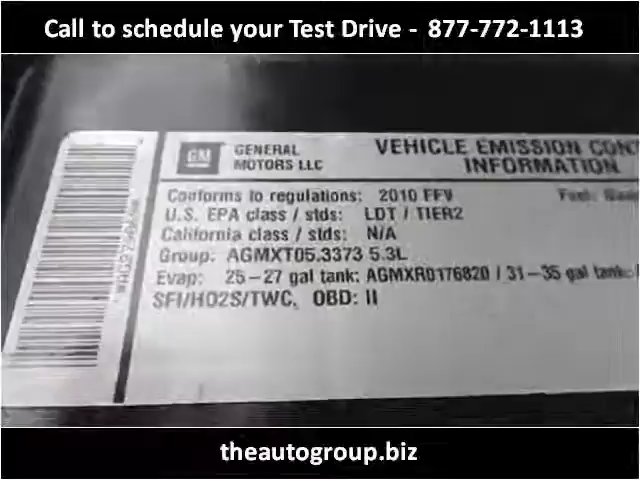 Call to schedule your Test Drive - 877-772-1113
GM GENERAL MOTORS LLC
VEHICLE EMISSION CONT
INFORMATION
Conforms to regulations: 2010 FFV Fuel:
U.S. EPA class / stds: LDT / TIER2
California class / stds: N/A
Group: AGMXT05.3373 5.3L
Evap: 25-27 gal tank: AGMXR0176820 / 31-35 gal tank:
SFI/HO2S/TWC, OBD: II
theautogroup.biz